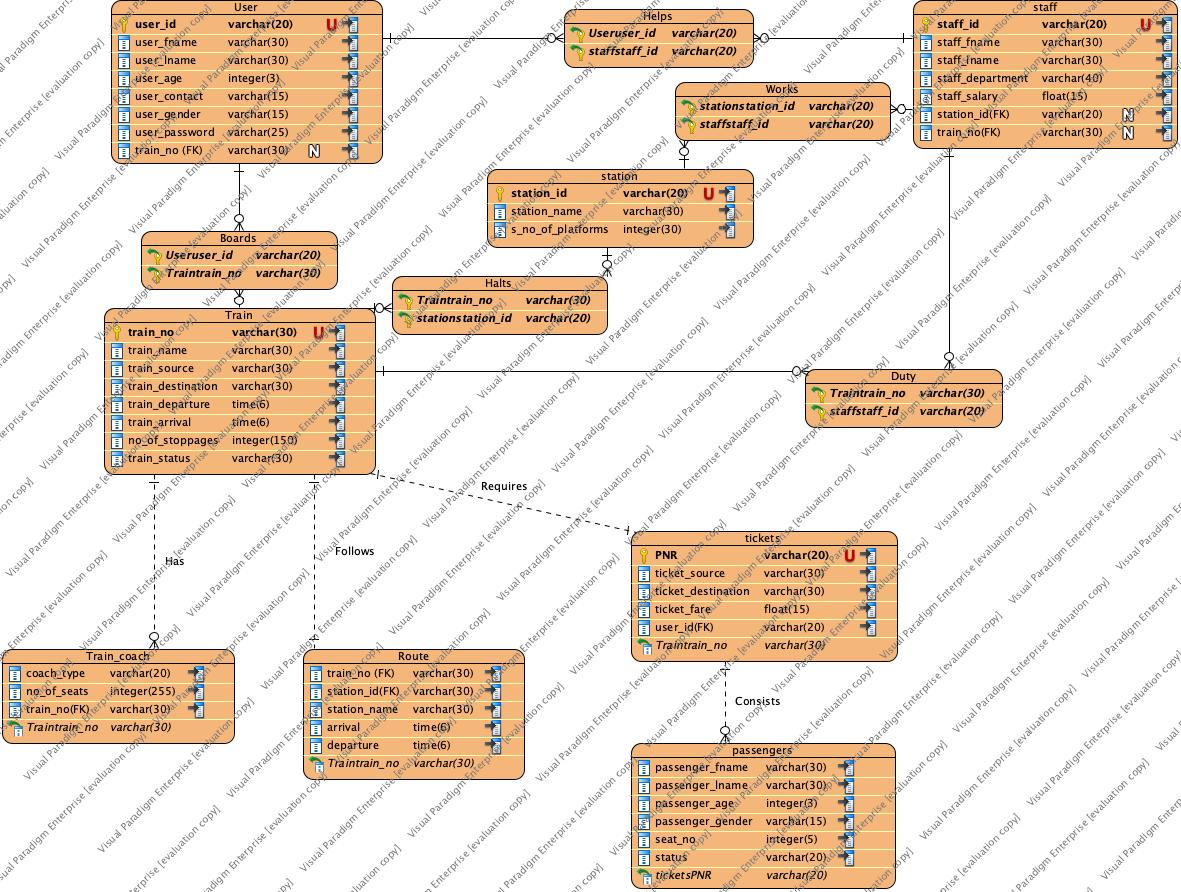 User
user_id varchar(20) U
user_fname varchar(30)
user_lname varchar(30)
user_age integer(3)
user_contact varchar(15)
user_gender varchar(15)
user_password varchar(25)
train_no (FK) varchar(30) N
Helps
Useruser_id varchar(20)
staffstaff_id varchar(20)
staff
staff_id varchar(20) U
staff_fname varchar(30)
staff_lname varchar(30)
staff_department varchar(40)
staff_salary float(15)
station_id(FK) varchar(20) N
train_no(FK) varchar(30) N
Works
stationstation_id varchar(20)
staffstaff_id varchar(20)
station
station_id varchar(20) U
station_name varchar(30)
s_no_of_platforms integer(30)
Boards
Useruser_id varchar(20)
Traintrain_no varchar(30)
Halts
Traintrain_no varchar(30)
stationstation_id varchar(20)
Train
train_no varchar(30) U
train_name varchar(30)
train_source varchar(30)
train_destination varchar(30)
train_departure time(6)
train_arrival time(6)
no_of_stoppages integer(150)
train_status varchar(30)
Duty
Traintrain_no varchar(30)
staffstaff_id varchar(20)
Requires
Has
Follows
tickets
PNR varchar(20) U
ticket_source varchar(30)
ticket_destination varchar(30)
ticket_fare float(15)
user_id(FK) varchar(20)
Traintrain_no varchar(30)
Train_coach
coach_type varchar(20)
no_of_seats integer(255)
train_no(FK) varchar(30)
Traintrain_no varchar(30)
Route
train_no (FK) varchar(30)
station_id(FK) varchar(30)
station_name varchar(30)
arrival time(6)
departure time(6)
Traintrain_no varchar(30)
Consists
passengers
passenger_fname varchar(30)
passenger_lname varchar(30)
passenger_age integer(3)
passenger_gender varchar(15)
seat_no integer(5)
status varchar(20)
ticketsPNR varchar(20)
Visual Paradigm Enterprise [evaluation copy]